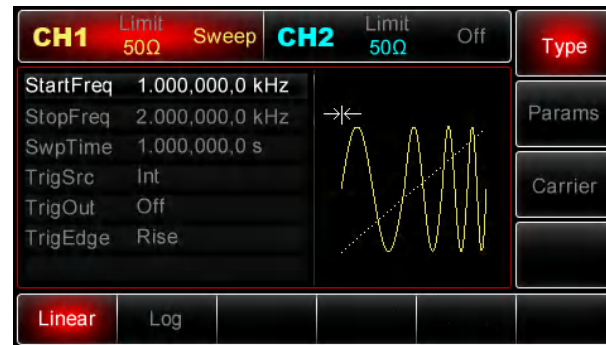 CH1 Limit 50Ω Sweep CH2 Limit 50Ω Off Type
StartFreq 1.000,000,0 kHz
StopFreq 2.000,000,0 kHz
Params
SwpTime 1.000,000,0 s
TrigSrc Int
Carrier
TrigOut Off
TrigEdge Rise
Linear Log